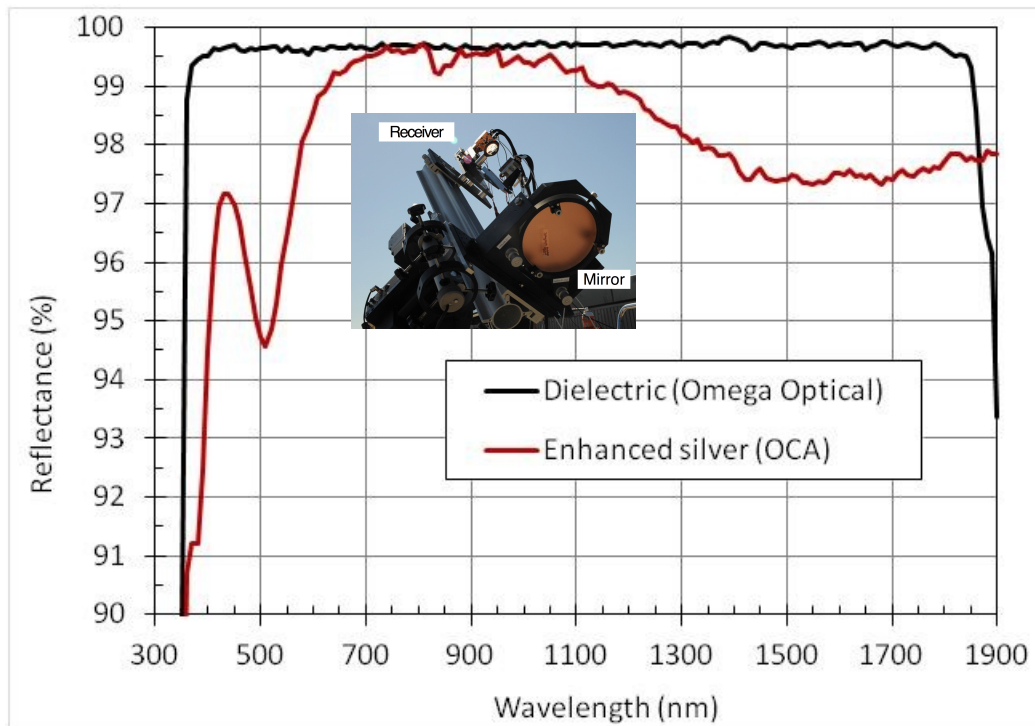 100
99
98
97
96
95
94
93
92
91
90
Reflectance (%)
Receiver
Mirror
Dielectric (Omega Optical)
Enhanced silver (OCA)
300 500 700 900 1100 1300 1500 1700 1900
Wavelength (nm)